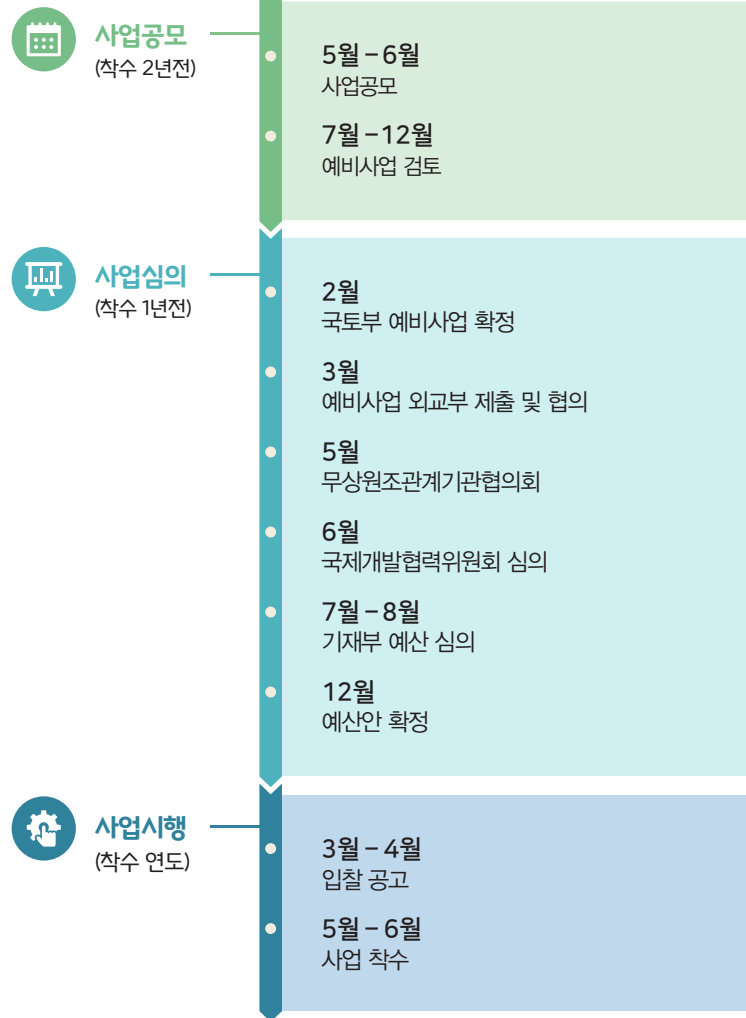 사업공모
(착수 2년전)
5월 – 6월
사업공모
7월 – 12월
예비사업 검토
사업심의
(착수 1년전)
2월
국토부 예비사업 확정
3월
예비사업 외교부 제출 및 협의
5월
무상원조관계기관협의회
6월
국제개발협력위원회 심의
7월 – 8월
기재부 예산 심의
12월
예산안 확정
사업시행
(착수 연도)
3월 – 4월
입찰 공고
5월 – 6월
사업 착수